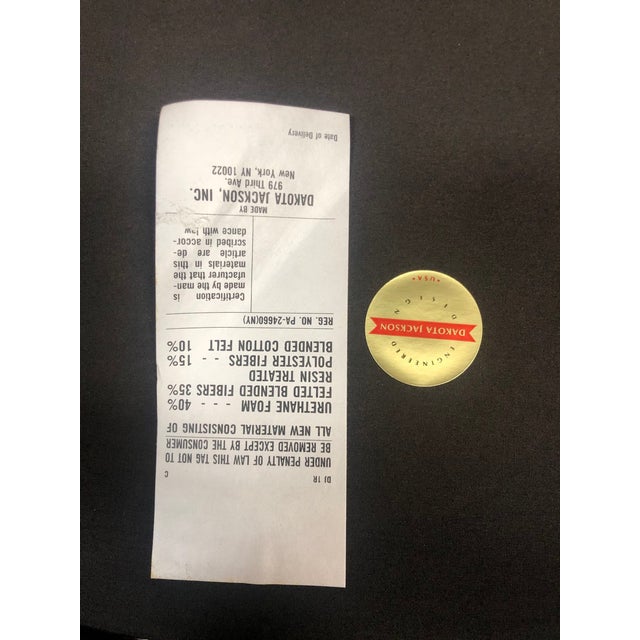 DJ 1R C
UNDER PENALTY OF LAW THIS TAG NOT TO
BE REMOVED EXCEPT BY THE CONSUMER
ALL NEW MATERIAL CONSISTING OF
URETHANE FOAM - - - 40%
FELTED BLENDED FIBERS 35%
RESIN TREATED
POLYESTER FIBERS - - 15%
BLENDED COTTON FELT 10%
REG. NO. PA-24660(NY)
Certification is
made by the man-
ufacturer that the
materials in this
article are de-
scribed in accor-
dance with law
MADE BY
DAKOTA JACKSON, INC.
979 Third Ave.
New York, NY 10022
Date of Delivery
ENGINEERED
DAKOTA JACKSON
DESIGN
*USA*